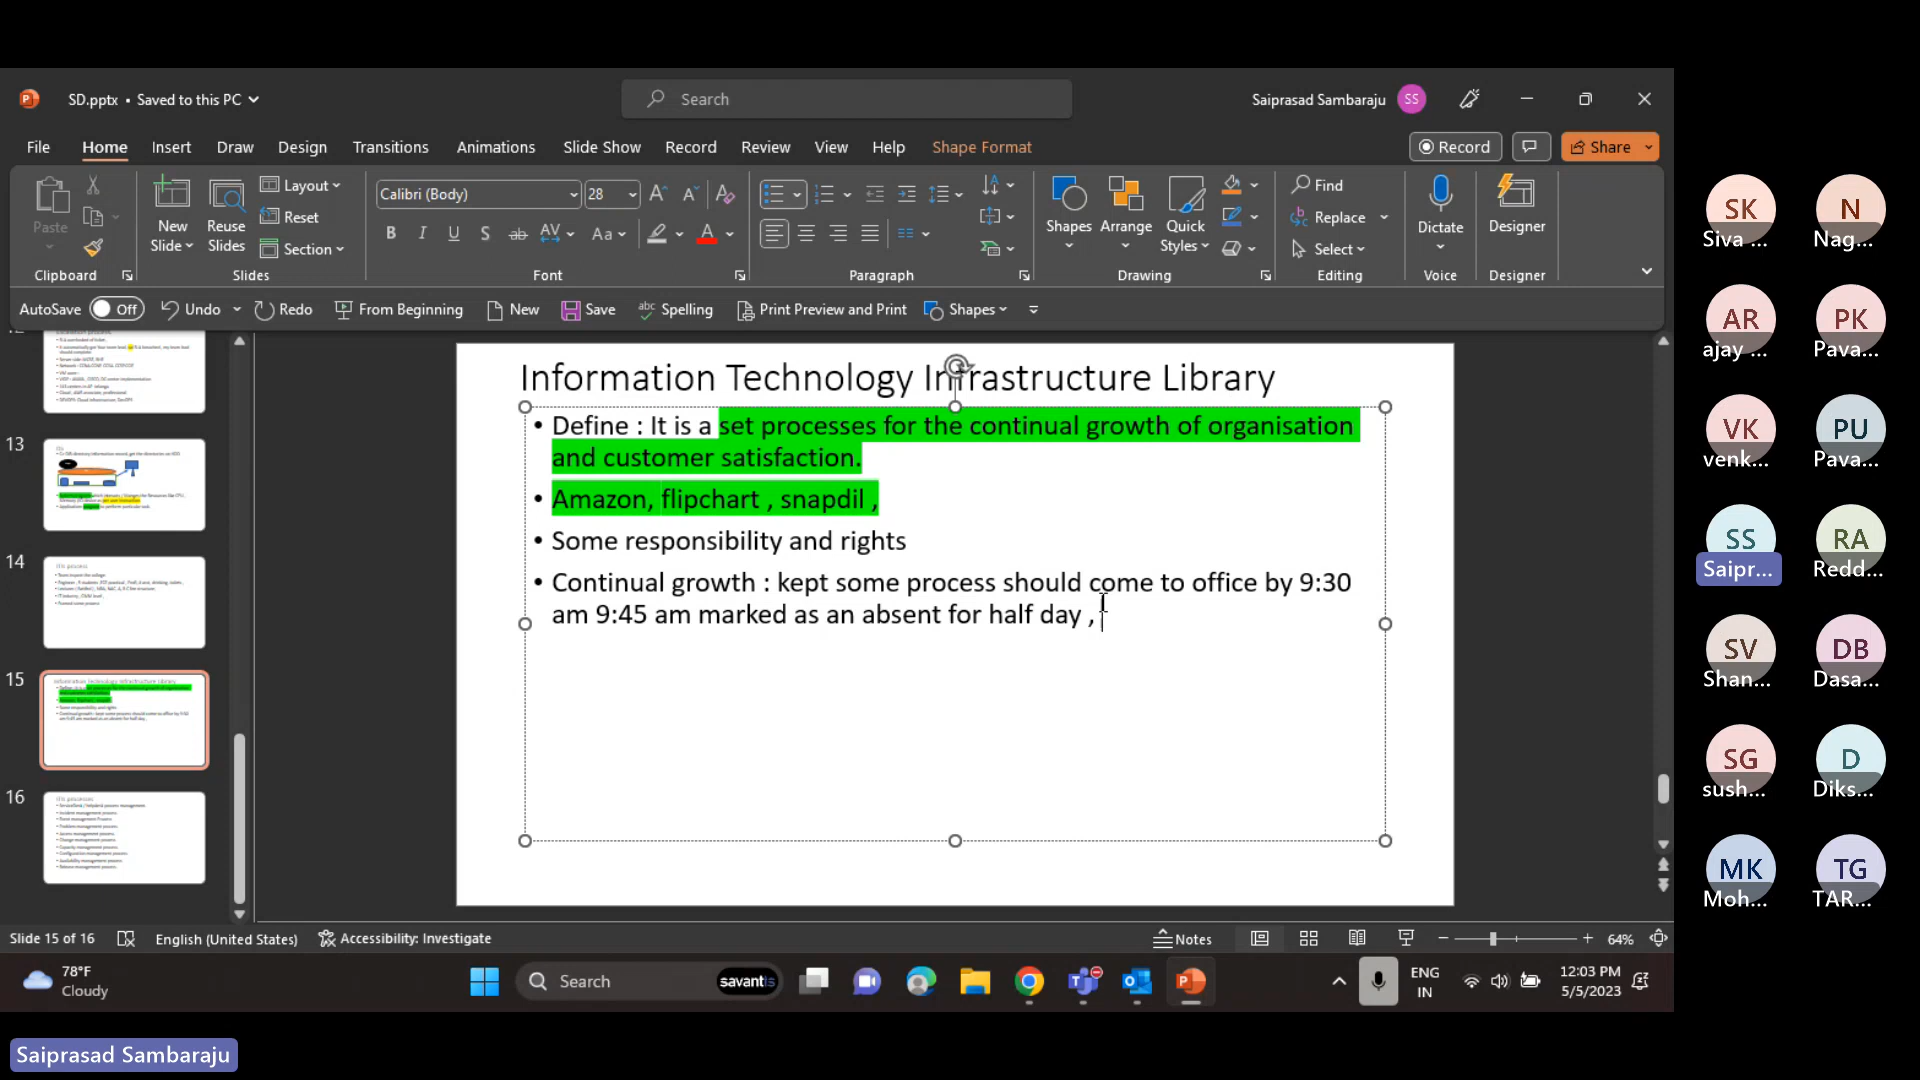 SD.pptx • Saved to this PC
Search
Saiprasad Sambaraju SS
File Home Insert Draw Design Transitions Animations Slide Show Record Review View Help Shape Format
Record Share
Paste
New Slide
Reuse Slides
Layout
Reset
Section
Calibri (Body) 28
Find
Replace
Select
Shapes Arrange Quick Styles
Dictate
Designer
Clipboard Slides Font Paragraph Drawing Editing Voice Designer
AutoSave Off Undo Redo From Beginning New Save Spelling Print Preview and Print Shapes
13
14
15
16
Information Technology Infrastructure Library
• Define : It is a set processes for the continual growth of organisation
and customer satisfaction.
• Amazon, flipchart , snapdil ,
• Some responsibility and rights
• Continual growth : kept some process should come to office by 9:30
am 9:45 am marked as an absent for half day ,
Slide 15 of 16 English (United States) Accessibility: Investigate Notes 64%
78°F
Cloudy
Search savantis
ENG
IN
12:03 PM
5/5/2023
SK N
Siva ... Nag...
AR PK
ajay ... Pava...
VK PU
venk... Pava...
SS RA
Saipr... Redd...
SV DB
Shan... Dasa...
SG D
sush... Diks...
MK TG
Moh... TAR...
Saiprasad Sambaraju